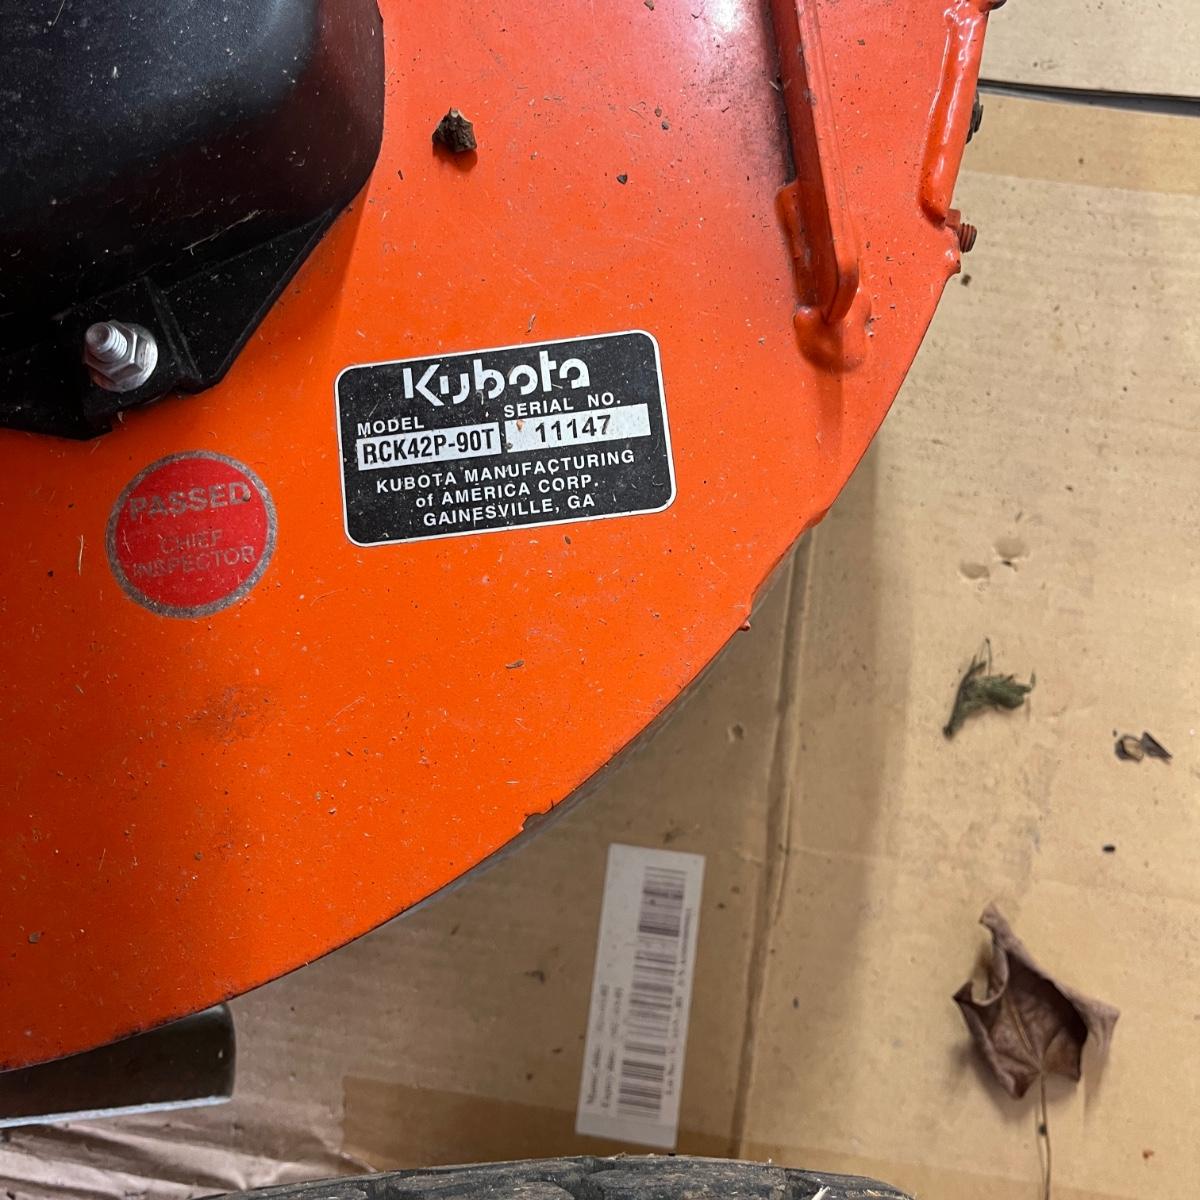 Kubota
MODEL SERIAL NO.
RCK42P-90T 11147
KUBOTA MANUFACTURING
of AMERICA CORP.
GAINESVILLE, GA
PASSED
CHIEF
INSPECTOR